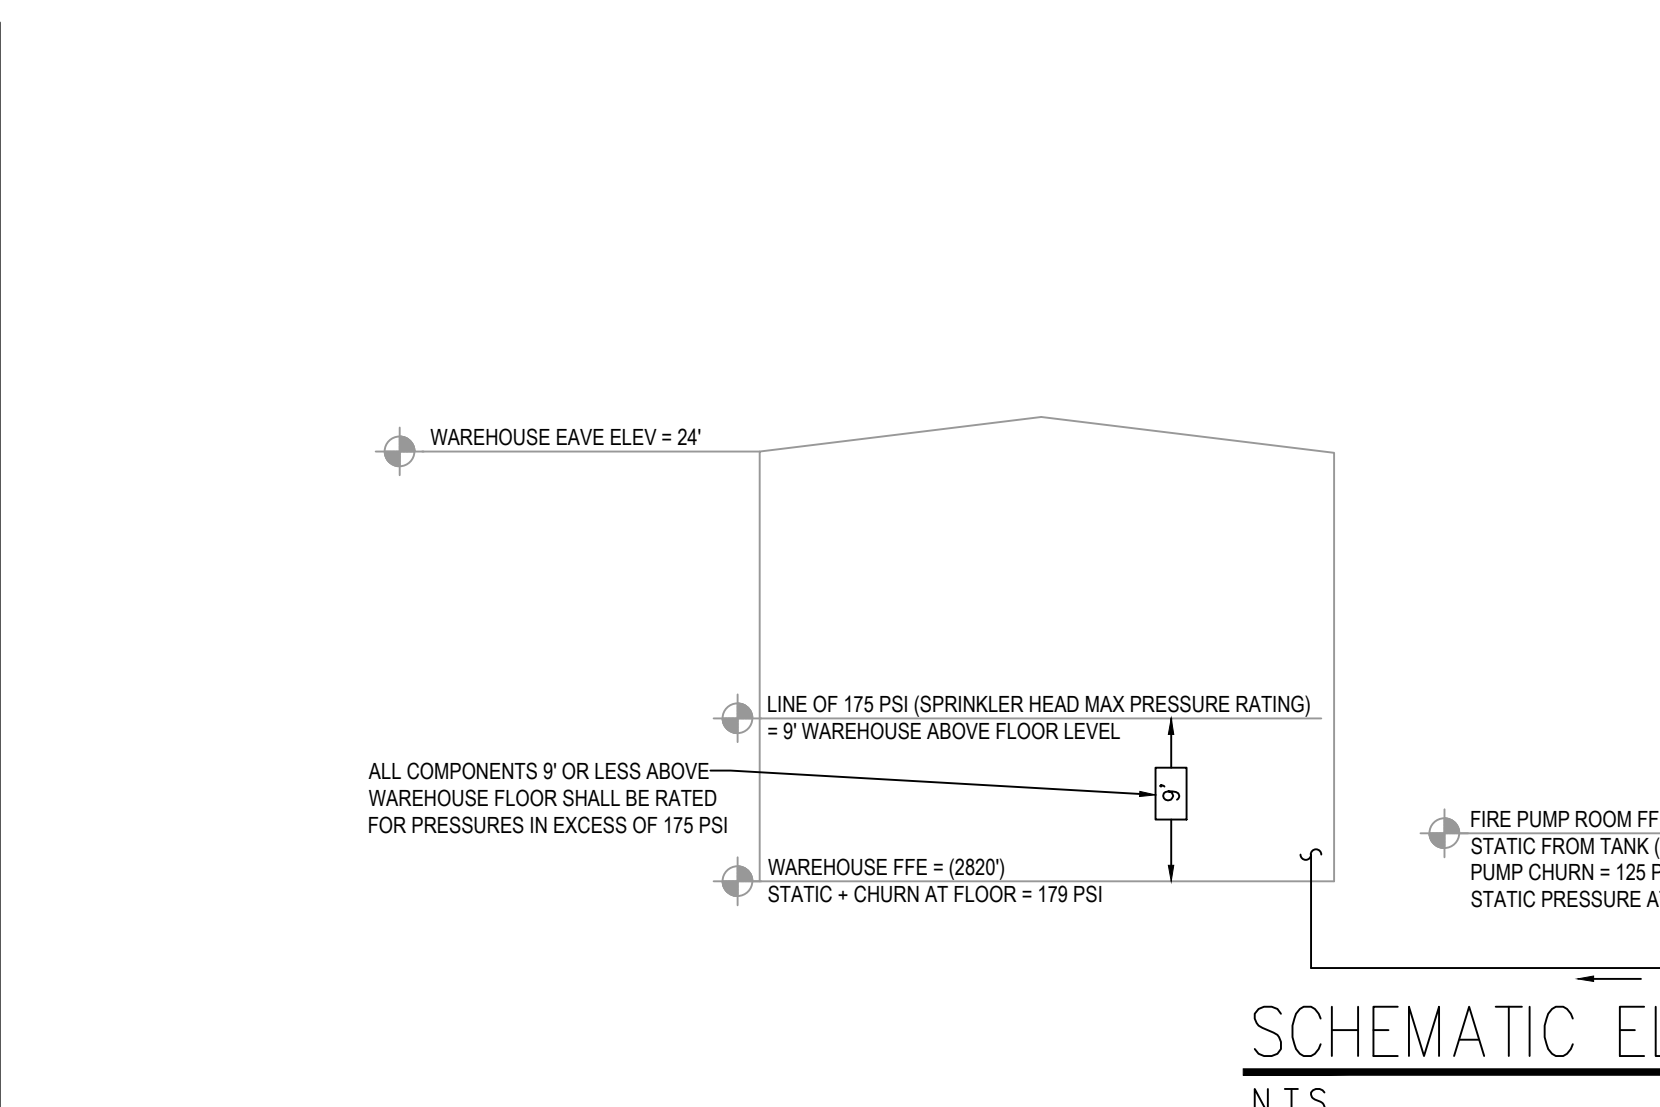 WAREHOUSE EAVE ELEV = 24'
LINE OF 175 PSI (SPRINKLER HEAD MAX PRESSURE RATING)
= 9' WAREHOUSE ABOVE FLOOR LEVEL
ALL COMPONENTS 9' OR LESS ABOVE
WAREHOUSE FLOOR SHALL BE RATED
FOR PRESSURES IN EXCESS OF 175 PSI
9'
WAREHOUSE FFE = (2820')
STATIC + CHURN AT FLOOR = 179 PSI
FIRE PUMP ROOM FF
STATIC FROM TANK (
PUMP CHURN = 125 P
STATIC PRESSURE A
SCHEMATIC E
N.T.S.